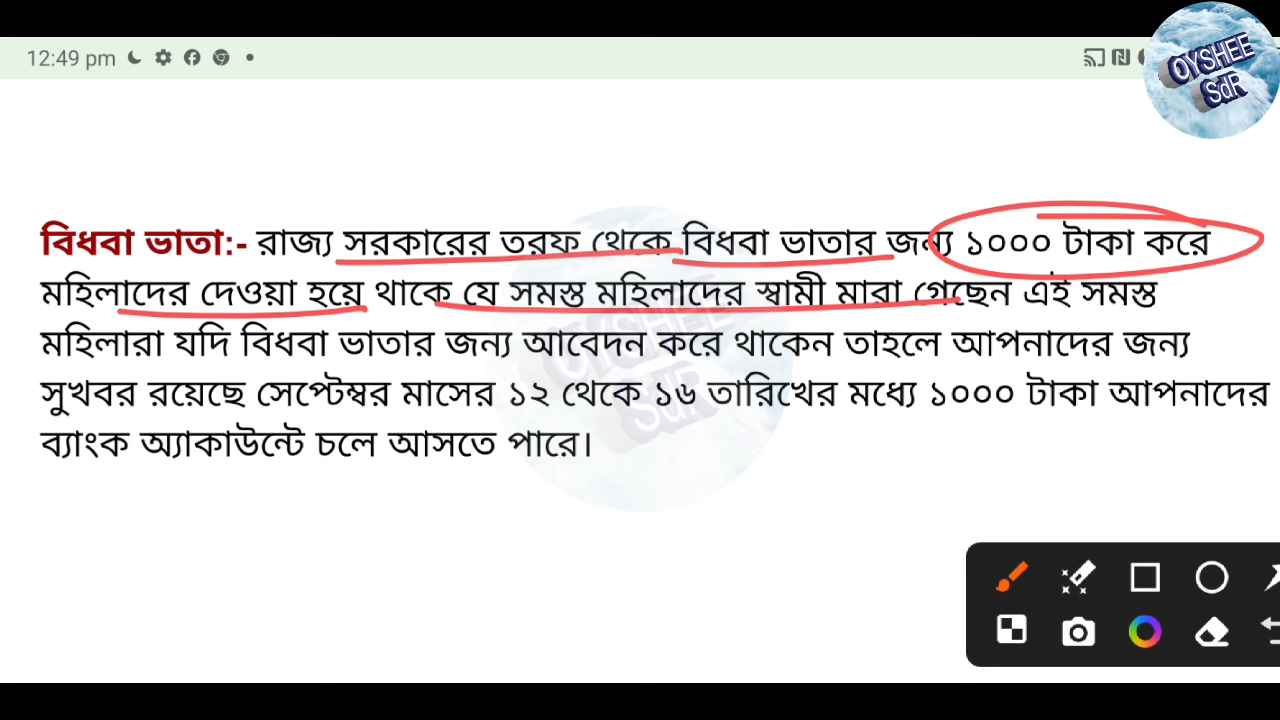 12:49 pm
OYSHEE
SdR
বিধবা ভাতা:- রাজ্য সরকারের তরফ থেকে বিধবা ভাতার জন্য ১০০০ টাকা করে
মহিলাদের দেওয়া হয়ে থাকে যে সমস্ত মহিলাদের স্বামী মারা গেছেন এই সমস্ত
মহিলারা যদি বিধবা ভাতার জন্য আবেদন করে থাকেন তাহলে আপনাদের জন্য
সুখবর রয়েছে সেপ্টেম্বর মাসের ১২ থেকে ১৬ তারিখের মধ্যে ১০০০ টাকা আপনাদের
ব্যাংক অ্যাকাউন্টে চলে আসতে পারে।
OYSHEE
SdR